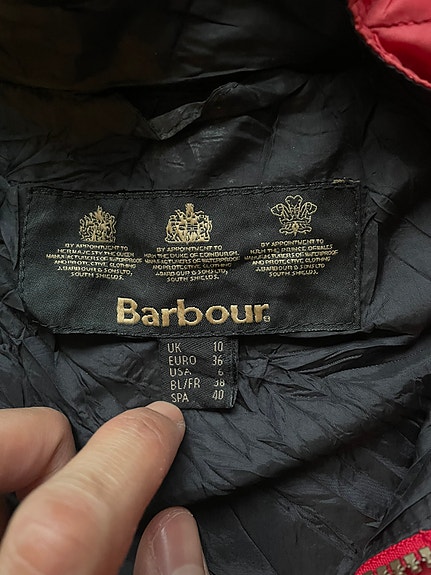 BY APPOINTMENT TO
HER MAJESTY THE QUEEN
MANUFACTURERS OF WATERPROOF
AND PROTECTIVE CLOTHING
J.BARBOUR & SONS LTD,
SOUTH SHIELDS.
BY APPOINTMENT TO
H.R.H. THE DUKE OF EDINBURGH,
MANUFACTURERS OF WATERPROOF
AND PROTECTIVE CLOTHING
J.BARBOUR & SONS LTD,
SOUTH SHIELDS.
BY APPOINTMENT TO
H.R.H. THE PRINCE OF WALES
MANUFACTURERS OF WATERPROOF
AND PROTECTIVE CLOTHING
J.BARBOUR & SONS LTD,
SOUTH SHIELDS.
Barbour
UK 10
EURO 36
USA 6
BL/FR 38
SPA 40